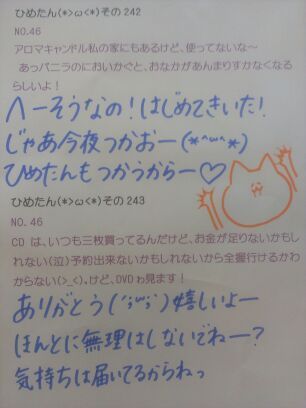 ひめたん(*>ω<*)その 242
NO.46
アロマキャンドル私の家にもあるけど、使ってないな～
あっバニラのにおいかぐと、おなかがあんまりすかなくなる
らしいよ！
へーそうなの！はじめてきいた！
じゃあ今夜つかおー(*^ω^*)
ひめたんもつかうからー♡
ひめたん(*>ω<*)その 243
NO.46
CD は、いつも三枚買ってるんだけど、お金が足りないかもし
れない(泣)予約出来ないかもしれないから全握行けるかわ
からない(>_<)。けど、DVD ゎ見ます！
ありがとう(´;ω;`)嬉しいよー
ほんとに無理はしないでねー？
気持ちは届いてるからねっ